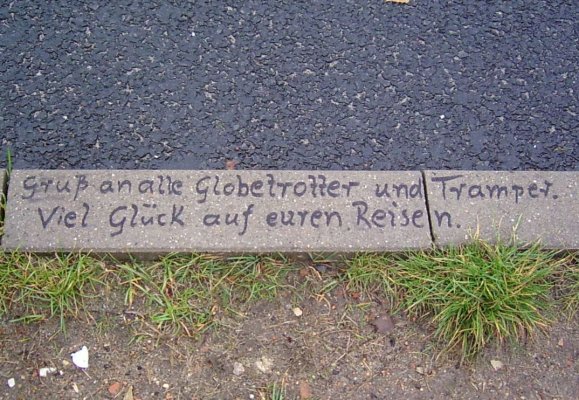 Gruß an alle Globetrotter und Tramper.
Viel Glück auf euren Reisen.